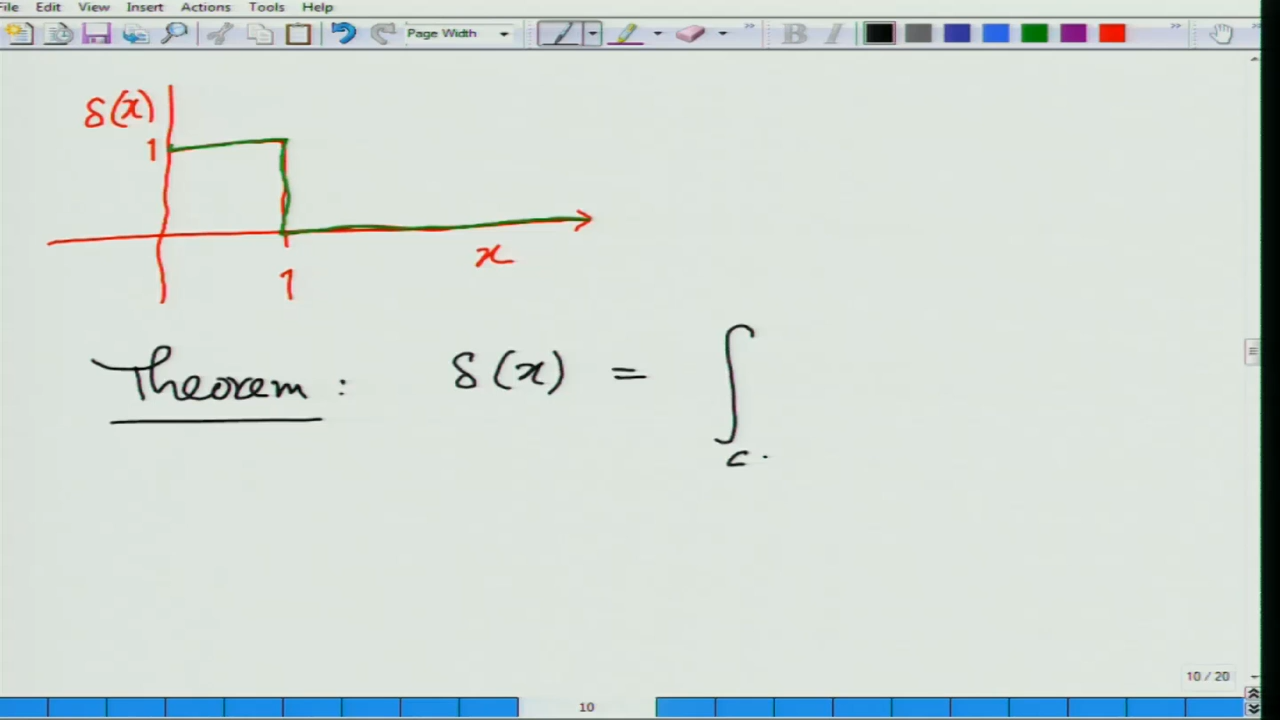 File Edit View Insert Actions Tools Help
Page Width
B I
δ(x)
1
x
1
Theorem : δ(x) = ∫
c.
10 / 20
10